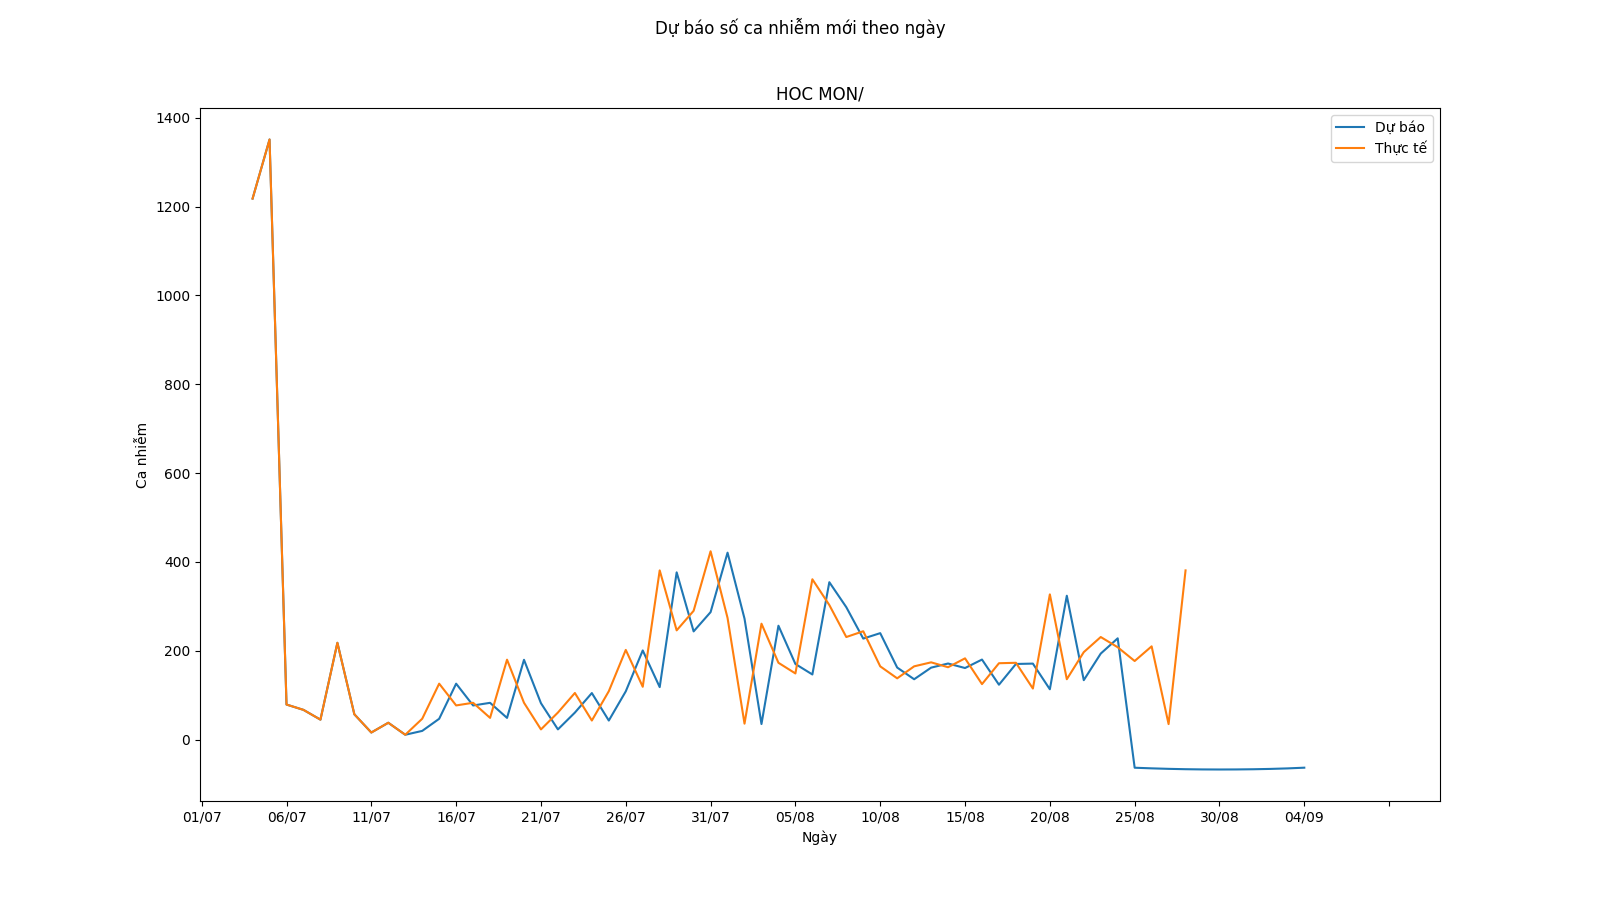 Dự báo số ca nhiễm mới theo ngày
HOC MON/
Dự báo
Thực tế
1400
1200
1000
800
600
400
200
0
Ca nhiễm
01/07 06/07 11/07 16/07 21/07 26/07 31/07 05/08 10/08 15/08 20/08 25/08 30/08 04/09
Ngày